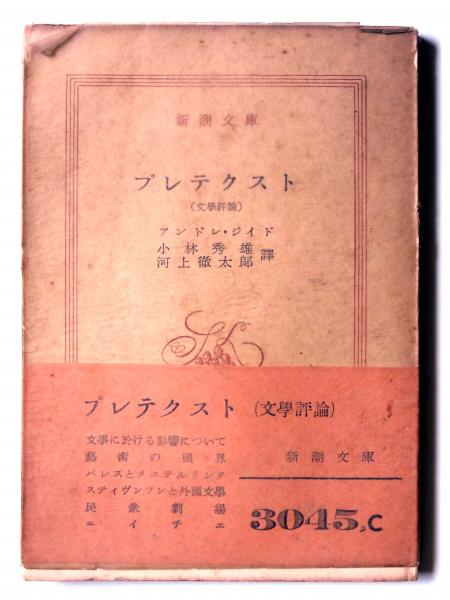 新潮文庫
プレテクスト
(文學評論)
アンドレ・ジイド
小林秀雄
河上徹太郎 譯
プレテクスト (文學評論)
文學に於ける影響について
藝術の限界
バレスとメエテルリンク
スティヴンソンと外國文學
民衆劇場
ニイチェ
新潮文庫
3045,C